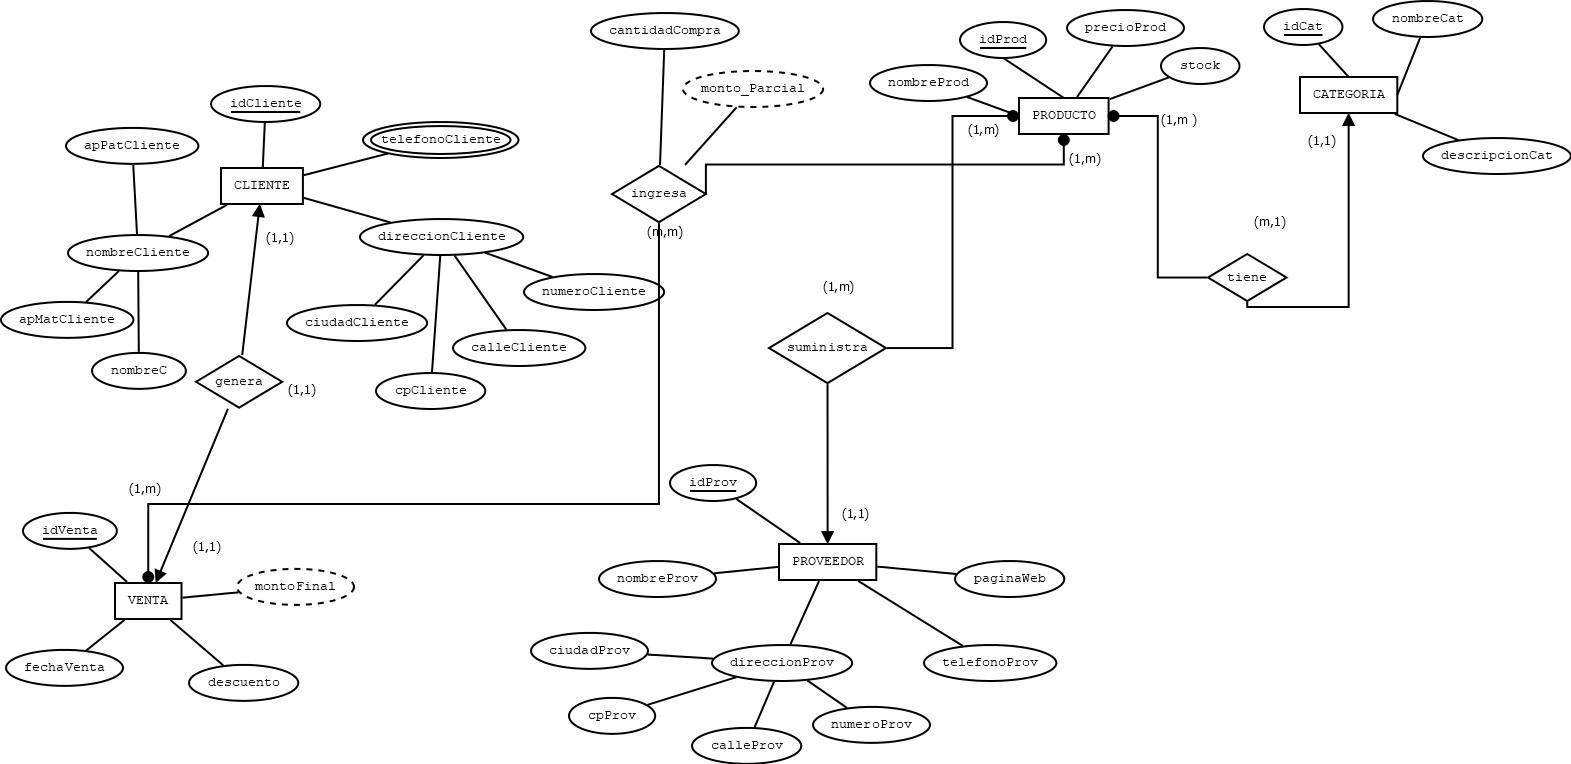 cantidadCompra
monto_Parcial
idProd
precioProd
nombreProd
stock
PRODUCTO
(1,m)
(1,m)
(1,m )
idCat
nombreCat
CATEGORIA
descripcionCat
(1,1)
(m,1)
tiene
idCliente
apPatCliente
telefonoCliente
CLIENTE
nombreCliente
(1,1)
direccionCliente
apMatCliente
nombreC
ciudadCliente
numeroCliente
calleCliente
cpCliente
ingresa
(m,m)
genera
(1,1)
(1,m)
suministra
(1,m)
(1,1)
idVenta
VENTA
montoFinal
fechaVenta
descuento
(1,1)
idProv
PROVEEDOR
nombreProv
paginaWeb
ciudadProv
direccionProv
telefonoProv
cpProv
calleProv
numeroProv